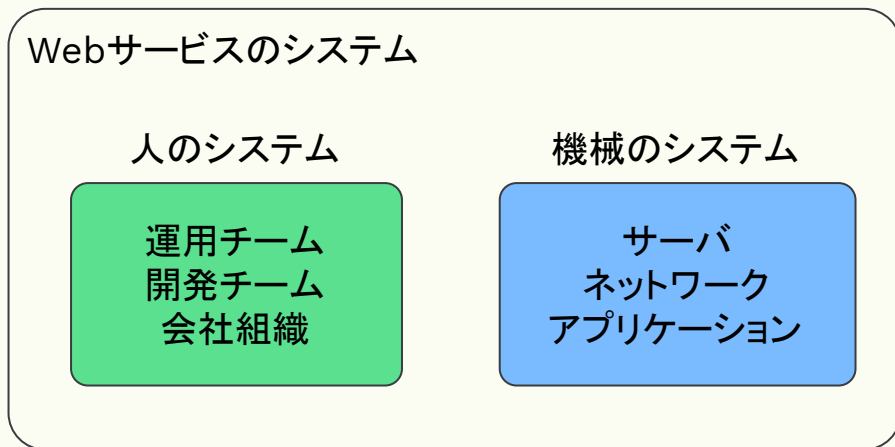 Webサービスのシステム
人のシステム
機械のシステム
運用チーム
開発チーム
会社組織
サーバ
ネットワーク
アプリケーション